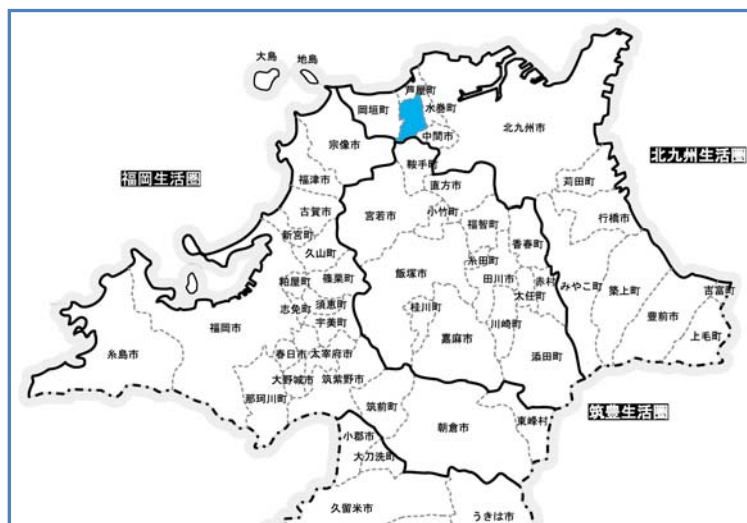 大島
地島
芦屋町
岡垣町
水巻町
中間市
北九州市
宗像市
北九州生活圏
福岡生活圏
鞍手町
福津市
直方市
苅田町
古賀市
宮若市
小竹町
福智町
行橋市
新宮町
香春町
久山町
糸田町
飯塚市
田川市
赤村
みやこ町
築上町
吉富町
粕屋町
篠栗町
大任町
志免町
須恵町
桂川町
豊前市
福岡市
宇美町
川崎町
上毛町
嘉麻市
糸島市
春日市
太宰府市
添田町
大野城市
筑紫野市
那珂川町
筑前町
筑豊生活圏
朝倉市
東峰村
小郡市
大刀洗町
久留米市
うきは市